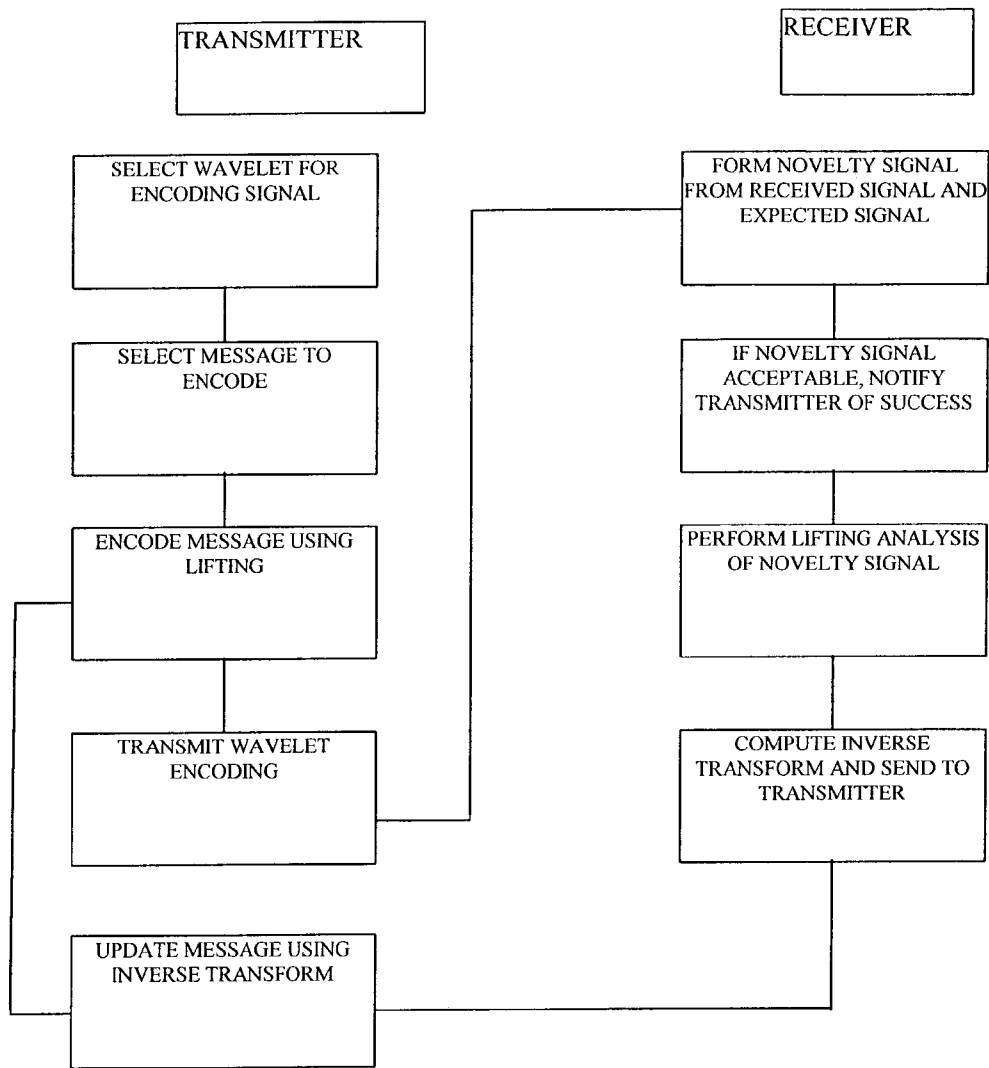 TRANSMITTER
RECEIVER
SELECT WAVELET FOR
ENCODING SIGNAL
SELECT MESSAGE TO
ENCODE
ENCODE MESSAGE USING
LIFTING
TRANSMIT WAVELET
ENCODING
UPDATE MESSAGE USING
INVERSE TRANSFORM
FORM NOVELTY SIGNAL
FROM RECEIVED SIGNAL AND
EXPECTED SIGNAL
IF NOVELTY SIGNAL
ACCEPTABLE, NOTIFY
TRANSMITTER OF SUCCESS
PERFORM LIFTING ANALYSIS
OF NOVELTY SIGNAL
COMPUTE INVERSE
TRANSFORM AND SEND TO
TRANSMITTER